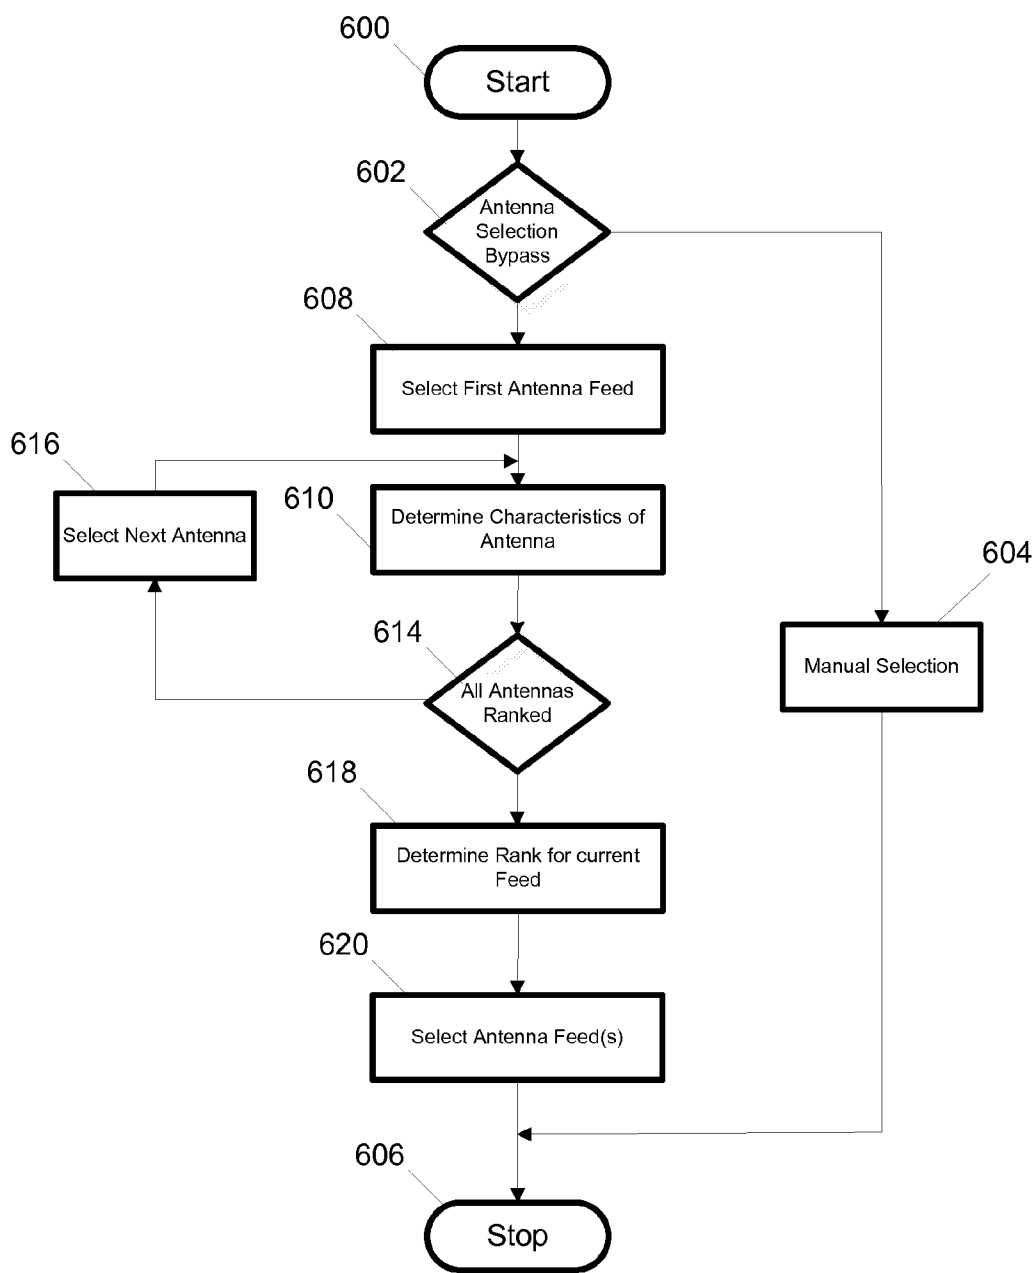 600
Start
602
Antenna
Selection
Bypass
608
Select First Antenna Feed
616
Select Next Antenna
610
Determine Characteristics of
Antenna
604
Manual Selection
614
All Antennas
Ranked
618
Determine Rank for current
Feed
620
Select Antenna Feed(s)
606
Stop